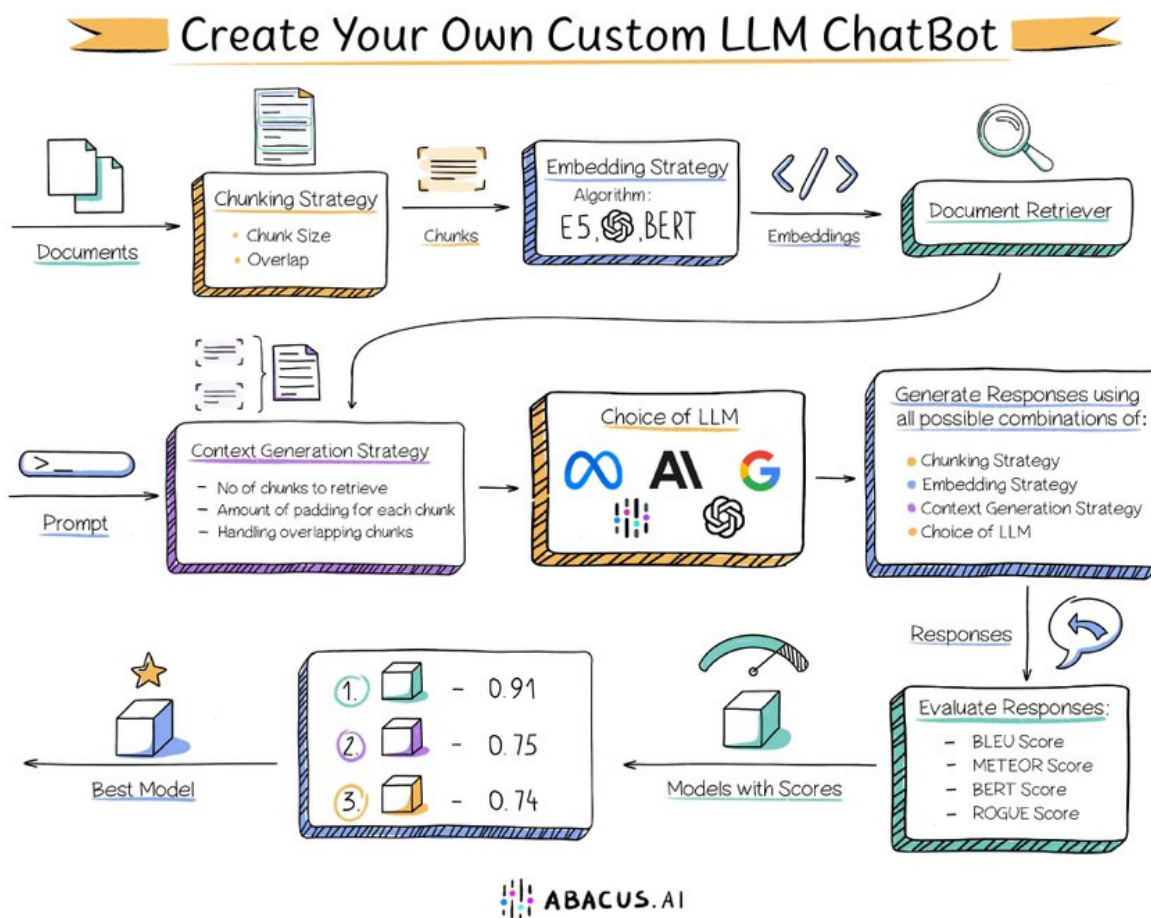 Create Your Own Custom LLM ChatBot
Documents
Chunking Strategy
• Chunk Size
• Overlap
Chunks
Embedding Strategy
Algorithm:
E5, , BERT
</>
Embeddings
Document Retriever
>_
Prompt
Context Generation Strategy
- No of chunks to retrieve
- Amount of padding for each chunk
- Handling overlapping chunks
Choice of LLM
A\
G
Generate Responses using
all possible combinations of:
• Chunking Strategy
• Embedding Strategy
• Context Generation Strategy
• Choice of LLM
Responses
Evaluate Responses:
- BLEU Score
- METEOR Score
- BERT Score
- ROGUE Score
Models with Scores
1. - 0.91
2. - 0.75
3. - 0.74
Best Model
ABACUS.AI